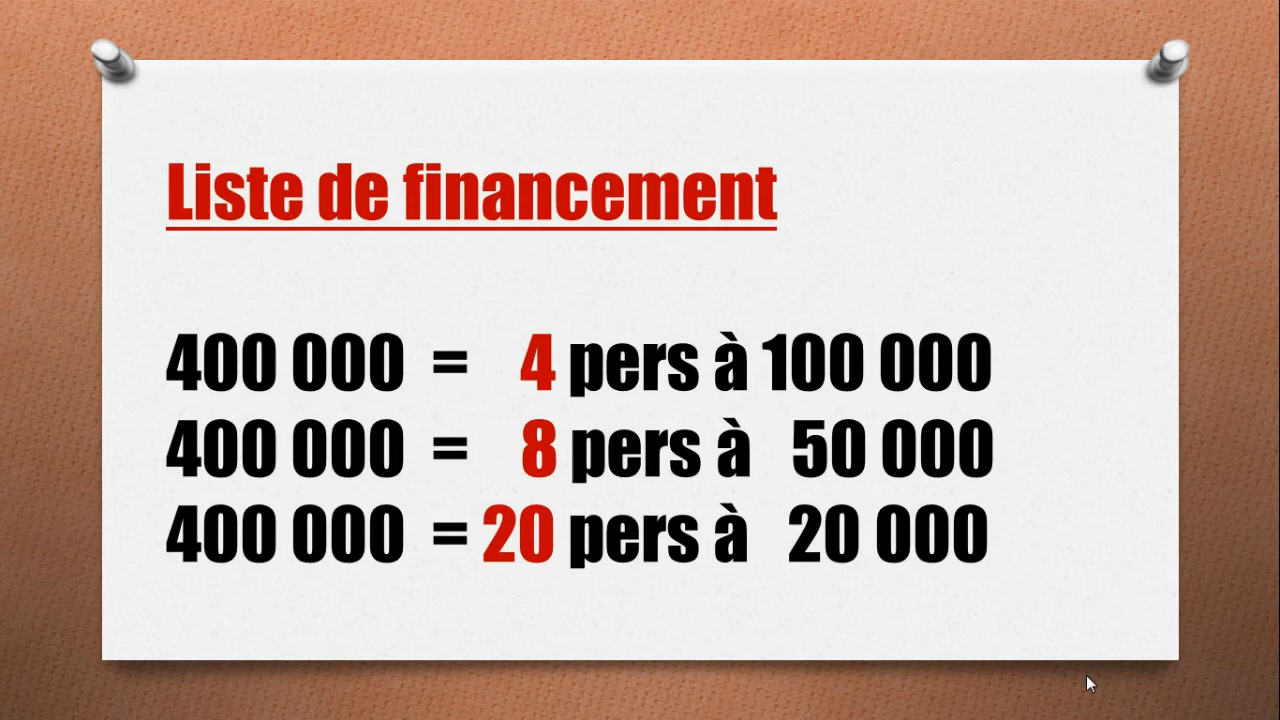 Liste de financement
400 000 = 4 pers à 100 000
400 000 = 8 pers à 50 000
400 000 = 20 pers à 20 000